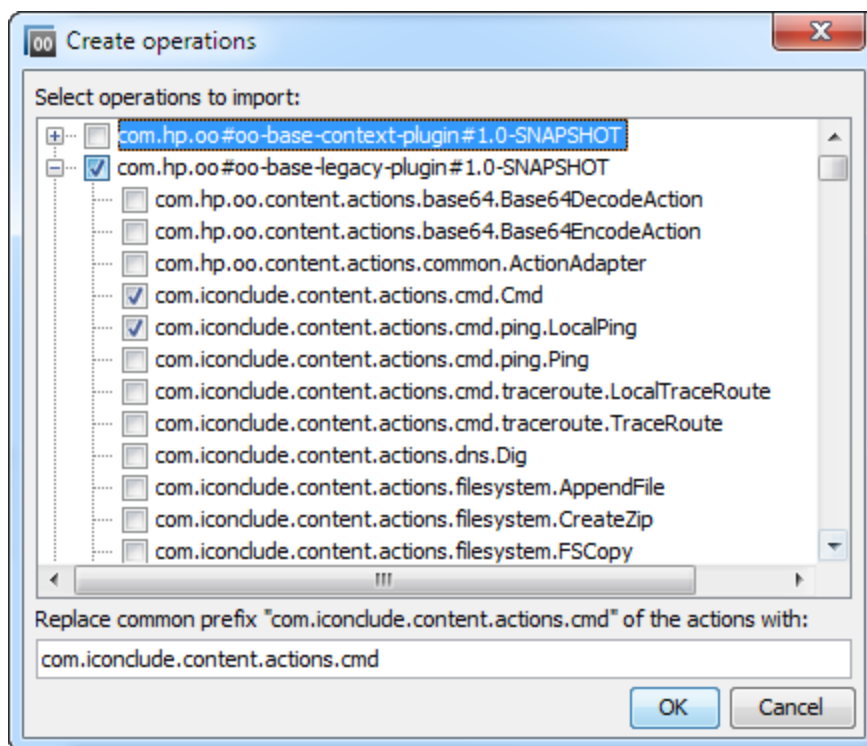 00 Create operations
Select operations to import:
com.hp.oo#oo-base-context-plugin#1.0-SNAPSHOT
com.hp.oo#oo-base-legacy-plugin#1.0-SNAPSHOT
com.hp.oo.content.actions.base64.Base64DecodeAction
com.hp.oo.content.actions.base64.Base64EncodeAction
com.hp.oo.content.actions.common.ActionAdapter
com.iconclude.content.actions.cmd.Cmd
com.iconclude.content.actions.cmd.ping.LocalPing
com.iconclude.content.actions.cmd.ping.Ping
com.iconclude.content.actions.cmd.traceroute.LocalTraceRoute
com.iconclude.content.actions.cmd.traceroute.TraceRoute
com.iconclude.content.actions.dns.Dig
com.iconclude.content.actions.filesystem.AppendFile
com.iconclude.content.actions.filesystem.CreateZip
com.iconclude.content.actions.filesystem.FSCopy
Replace common prefix "com.iconclude.content.actions.cmd" of the actions with:
com.iconclude.content.actions.cmd
OK Cancel